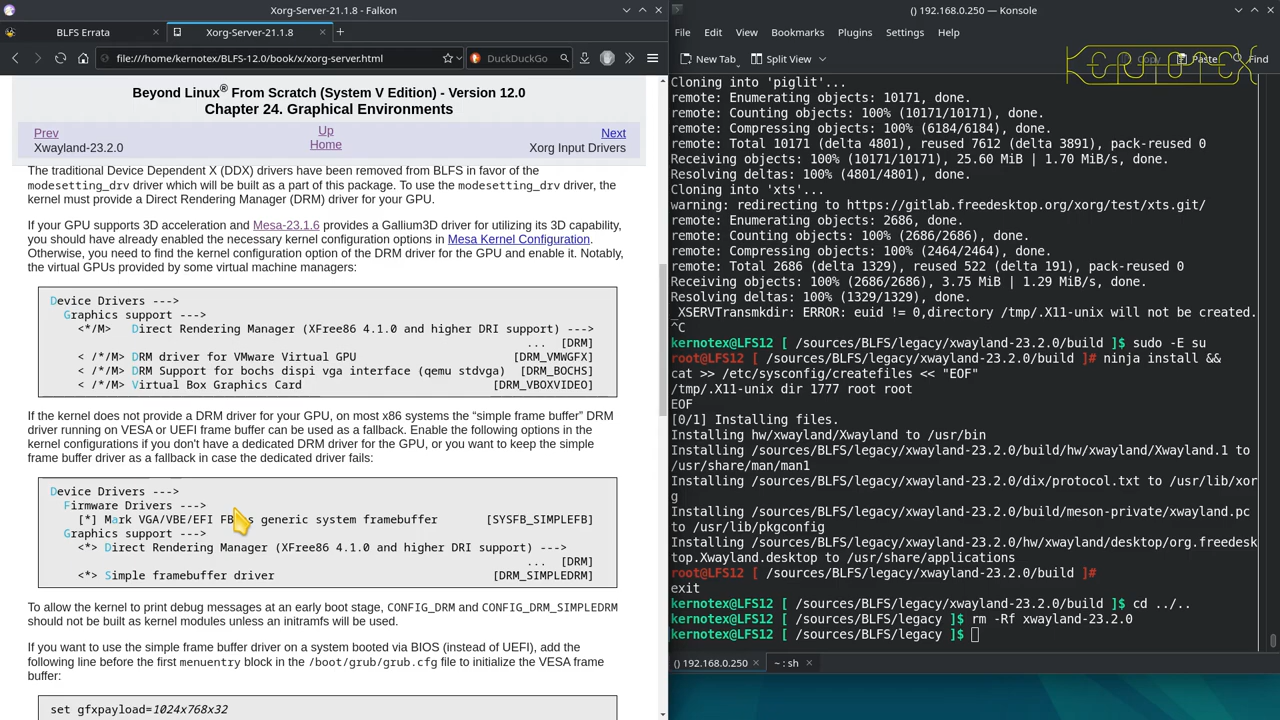 Xorg-Server-21.1.8 - Falkon
BLFS Errata
Xorg-Server-21.1.8
file:///home/kernotex/BLFS-12.0/book/x/xorg-server.html
DuckDuckGo
Beyond Linux® From Scratch (System V Edition) - Version 12.0
Chapter 24. Graphical Environments
Prev
Up
Next
Xwayland-23.2.0
Home
Xorg Input Drivers
The traditional Device Dependent X (DDX) drivers have been removed from BLFS in favor of the
modesetting_drv driver which will be built as a part of this package. To use the modesetting_drv driver, the
kernel must provide a Direct Rendering Manager (DRM) driver for your GPU.
If your GPU supports 3D acceleration and Mesa-23.1.6 provides a Gallium3D driver for utilizing its 3D capability,
you should have already enabled the necessary kernel configuration options in Mesa Kernel Configuration.
Otherwise, you need to find the kernel configuration option of the DRM driver for the GPU and enable it. Notably,
the virtual GPUs provided by some virtual machine managers:
Device Drivers --->
Graphics support --->
<*/M> Direct Rendering Manager (XFree86 4.1.0 and higher DRI support) --->
... [DRM]
< /*/M> DRM driver for VMware Virtual GPU [DRM_VMWGFX]
< /*/M> DRM Support for bochs dispi vga interface (qemu stdvga) [DRM_BOCHS]
< /*/M> Virtual Box Graphics Card [DRM_VBOXVIDEO]
If the kernel does not provide a DRM driver for your GPU, on most x86 systems the “simple frame buffer” DRM
driver running on VESA or UEFI frame buffer can be used as a fallback. Enable the following options in the
kernel configurations if you don't have a dedicated DRM driver for the GPU, or you want to keep the simple
frame buffer driver as a fallback in case the dedicated driver fails:
Device Drivers --->
Firmware Drivers --->
[*] Mark VGA/VBE/EFI FB as generic system framebuffer [SYSFB_SIMPLEFB]
Graphics support --->
<*> Direct Rendering Manager (XFree86 4.1.0 and higher DRI support) --->
... [DRM]
<*> Simple framebuffer driver [DRM_SIMPLEDRM]
To allow the kernel to print debug messages at an early boot stage, CONFIG_DRM and CONFIG_DRM_SIMPLEDRM
should not be built as kernel modules unless an initramfs will be used.
If you want to use the simple frame buffer driver on a system booted via BIOS (instead of UEFI), add the
following line before the first menuentry block in the /boot/grub/grub.cfg file to initialize the VESA frame
buffer:
set gfxpayload=1024x768x32
() 192.168.0.250 — Konsole
File Edit View Bookmarks Plugins Settings Help
New Tab Split View Copy Paste Find
KERNOTEX
Cloning into 'piglit'...
remote: Enumerating objects: 10171, done.
remote: Counting objects: 100% (10171/10171), done.
remote: Compressing objects: 100% (6184/6184), done.
remote: Total 10171 (delta 4801), reused 7612 (delta 3891), pack-reused 0
Receiving objects: 100% (10171/10171), 25.60 MiB | 1.70 MiB/s, done.
Resolving deltas: 100% (4801/4801), done.
Cloning into 'xts'...
warning: redirecting to https://gitlab.freedesktop.org/xorg/test/xts.git/
remote: Enumerating objects: 2686, done.
remote: Counting objects: 100% (2686/2686), done.
remote: Compressing objects: 100% (2464/2464), done.
remote: Total 2686 (delta 1329), reused 522 (delta 191), pack-reused 0
Receiving objects: 100% (2686/2686), 3.75 MiB | 1.29 MiB/s, done.
Resolving deltas: 100% (1329/1329), done.
_XSERVTransmkdir: ERROR: euid != 0,directory /tmp/.X11-unix will not be created.
^C
kernotex@LFS12 [ /sources/BLFS/legacy/xwayland-23.2.0/build ]$ sudo -E su
root@LFS12 [ /sources/BLFS/legacy/xwayland-23.2.0/build ]# ninja install &&
cat >> /etc/sysconfig/createfiles << "EOF"
/tmp/.X11-unix dir 1777 root root
EOF
[0/1] Installing files.
Installing hw/xwayland/Xwayland to /usr/bin
Installing /sources/BLFS/legacy/xwayland-23.2.0/build/hw/xwayland/Xwayland.1 to
/usr/share/man/man1
Installing /sources/BLFS/legacy/xwayland-23.2.0/dix/protocol.txt to /usr/lib/xor
g
Installing /sources/BLFS/legacy/xwayland-23.2.0/build/meson-private/xwayland.pc
to /usr/lib/pkgconfig
Installing /sources/BLFS/legacy/xwayland-23.2.0/hw/xwayland/desktop/org.freedesk
top.Xwayland.desktop to /usr/share/applications
root@LFS12 [ /sources/BLFS/legacy/xwayland-23.2.0/build ]#
exit
kernotex@LFS12 [ /sources/BLFS/legacy/xwayland-23.2.0/build ]$ cd ../..
kernotex@LFS12 [ /sources/BLFS/legacy ]$ rm -Rf xwayland-23.2.0
kernotex@LFS12 [ /sources/BLFS/legacy ]$
() 192.168.0.250
~ : sh